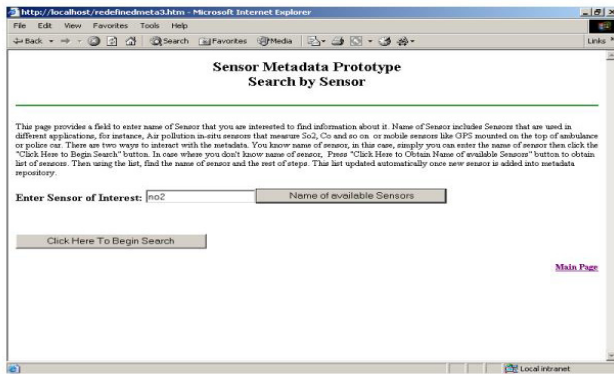 http://localhost/redefinedmeta3.htm - Microsoft Internet Explorer
File Edit View Favorites Tools Help
Back Search Favorites Media Links
Sensor Metadata Prototype
Search by Sensor
This page provides a field to enter name of Sensor that you are interested to find information about it. Name of Sensor includes Sensors that are used in
different applications, for instance, Air pollution in-situ sensors that measure So2, Co and so on or mobile sensors like GPS mounted on the top of ambulance
or police car. There are two ways to interact with the metadata. You know name of sensor, in this case, simply you can enter the name of sensor then click the
"Click Here to Begin Search" button. In case where you don't know name of sensor, Press "Click Here to Obtain Name of available Sensors" button to obtain
list of sensors. Then using the list, find the name of sensor and the rest of steps. This list updated automatically once new sensor is added into metadata
repository.
Enter Sensor of Interest: no2 Name of available Sensors
Click Here To Begin Search
Main Page
Local intranet